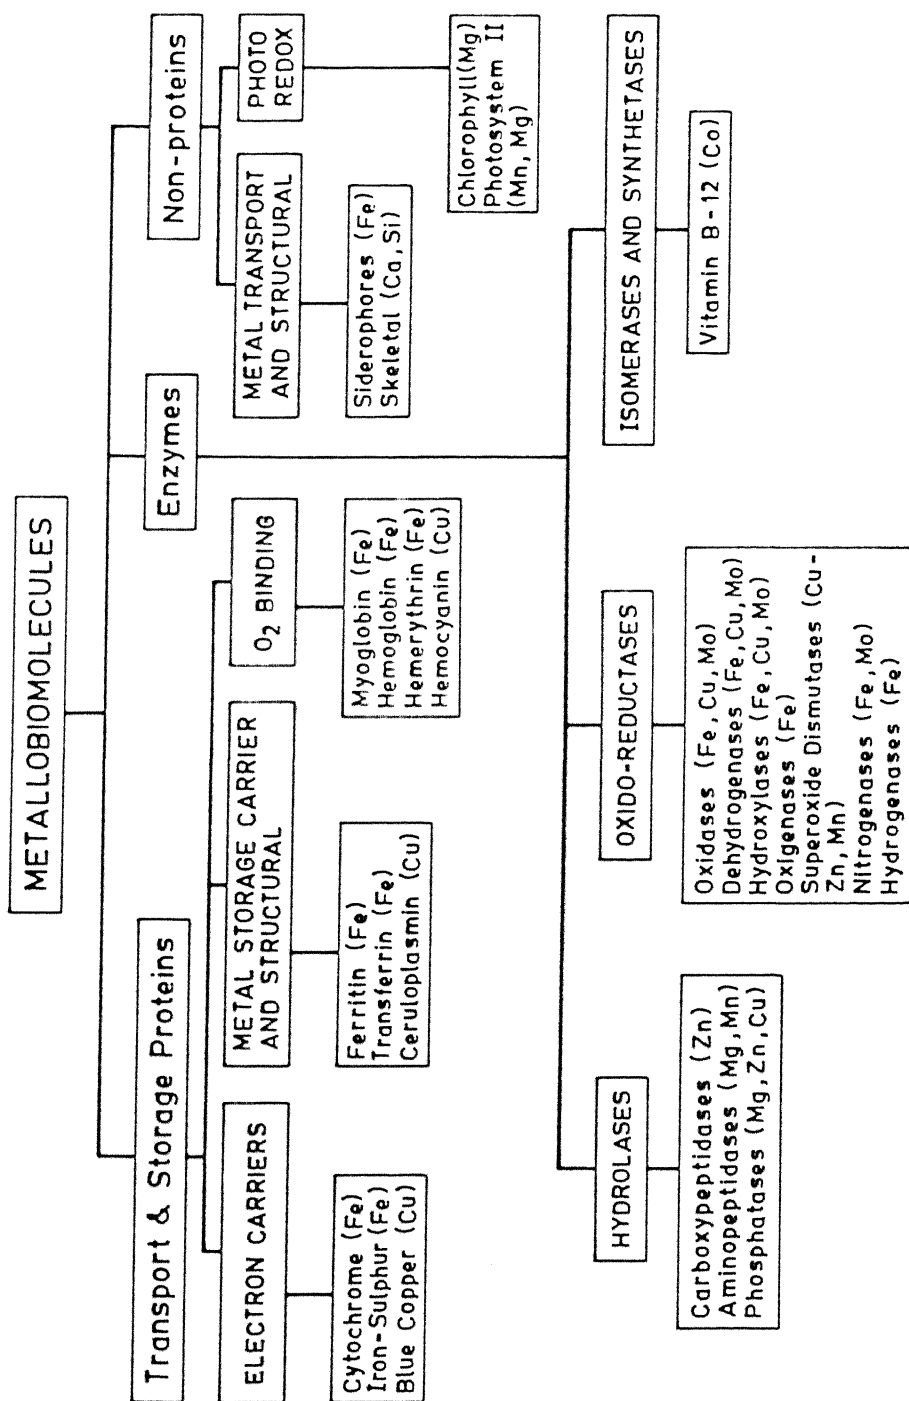 METALLOBIOMOLECULES
Transport & Storage Proteins
Enzymes
Non-proteins
ELECTRON CARRIERS
METAL STORAGE CARRIER
AND STRUCTURAL
O₂ BINDING
METAL TRANSPORT
AND STRUCTURAL
PHOTO
REDOX
Cytochrome (Fe)
Iron-Sulphur (Fe)
Blue Copper (Cu)
Ferritin (Fe)
Transferrin (Fe)
Ceruloplasmin (Cu)
Myoglobin (Fe)
Hemoglobin (Fe)
Hemerythrin (Fe)
Hemocyanin (Cu)
Siderophores (Fe)
Skeletal (Ca, Si)
Chlorophyll (Mg)
Photosystem II
(Mn, Mg)
HYDROLASES
OXIDO-REDUCTASES
ISOMERASES AND SYNTHETASES
Carboxypeptidases (Zn)
Aminopeptidases (Mg, Mn)
Phosphatases (Mg, Zn, Cu)
Oxidases (Fe, Cu, Mo)
Dehydrogenases (Fe, Cu, Mo)
Hydroxylases (Fe, Cu, Mo)
Oxigenases (Fe)
Superoxide Dismutases (Cu-
Zn, Mn)
Nitrogenases (Fe, Mo)
Hydrogenases (Fe)
Vitamin B-12 (Co)